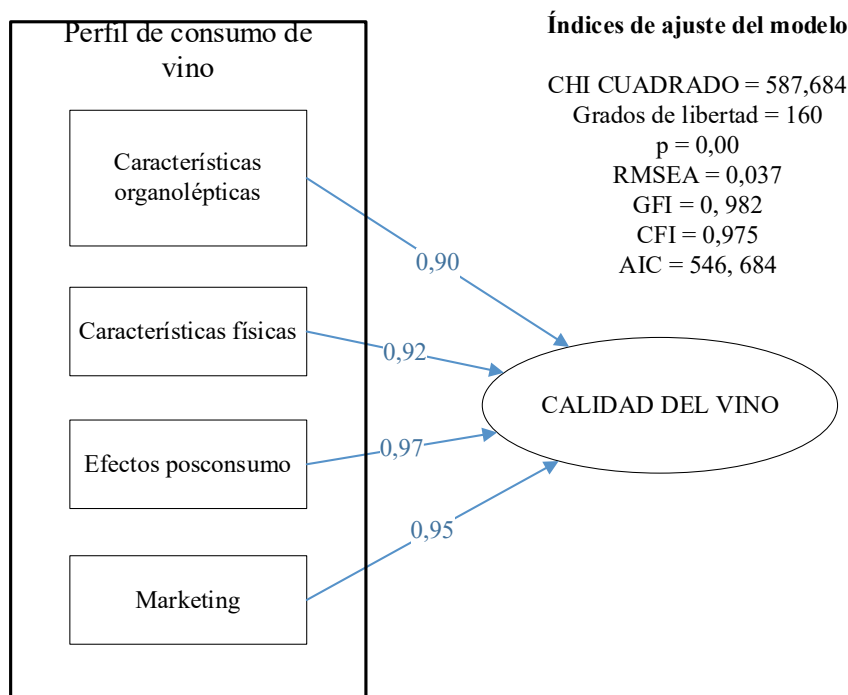 Perfil de consumo de
vino
Características
organolépticas
Características físicas
Efectos posconsumo
Marketing
0,90
0,92
0,97
0,95
CALIDAD DEL VINO
Índices de ajuste del modelo
CHI CUADRADO = 587,684
Grados de libertad = 160
p = 0,00
RMSEA = 0,037
GFI = 0, 982
CFI = 0,975
AIC = 546, 684